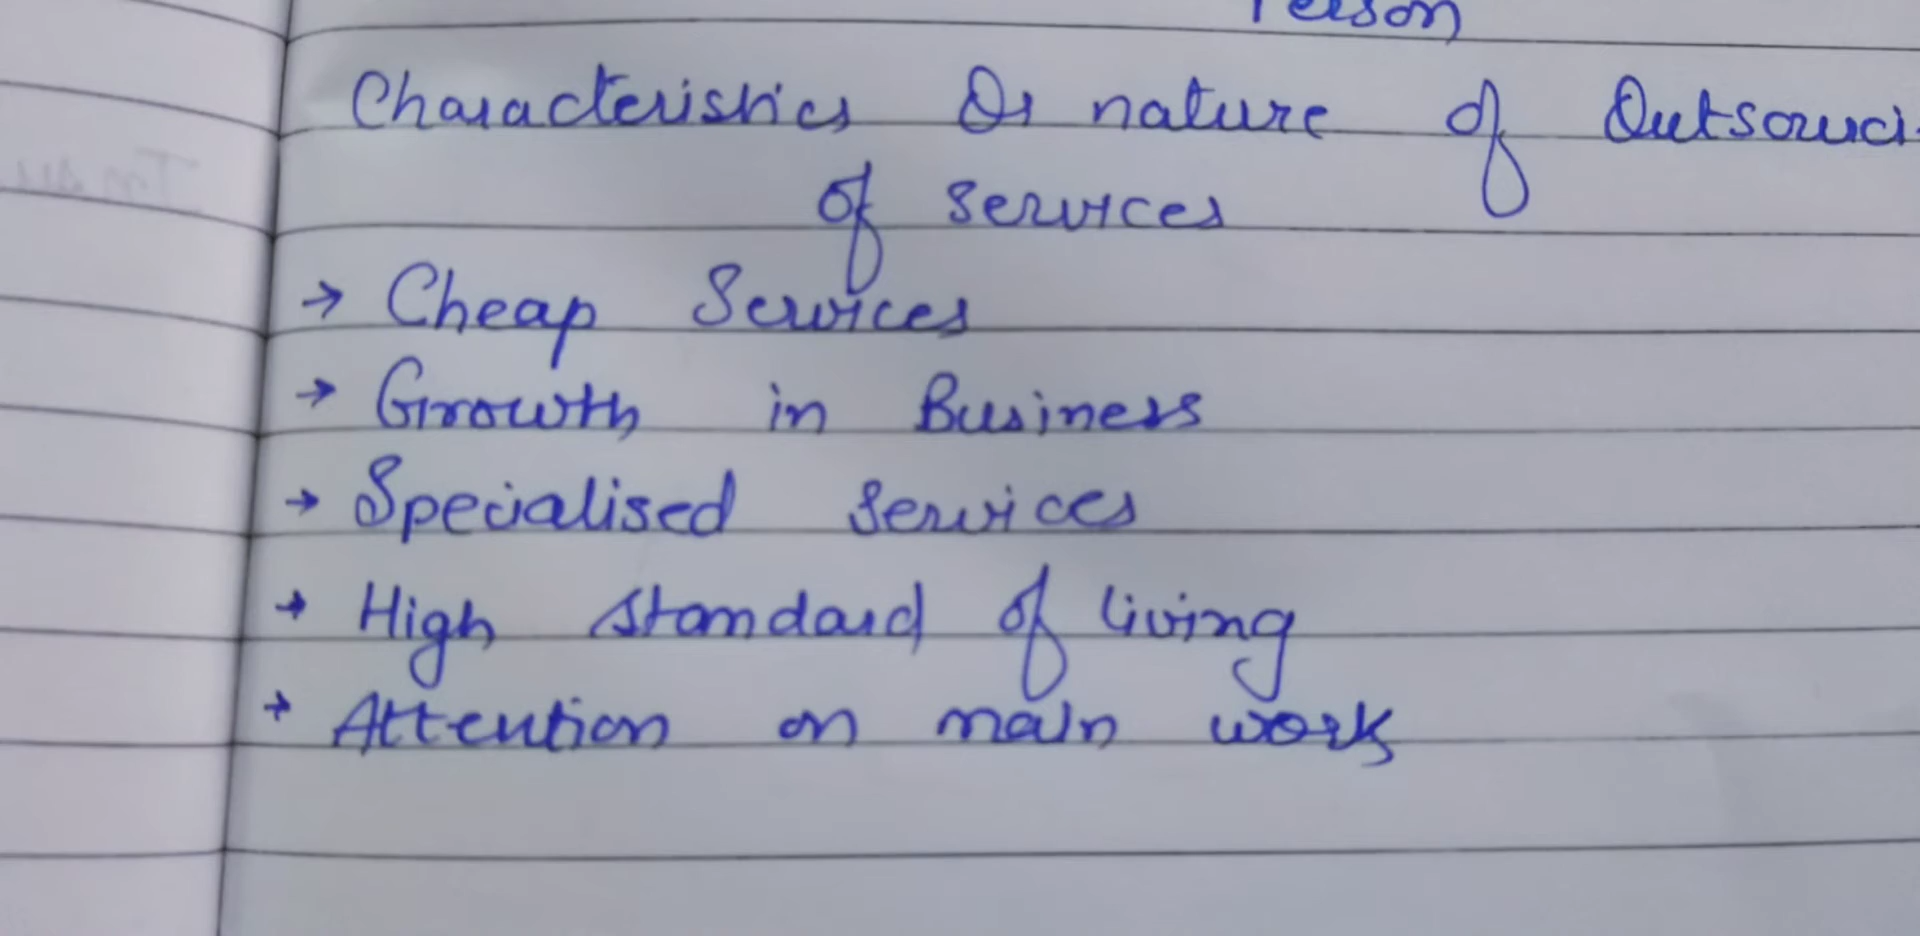 Person
Characteristics Or nature of Outsourci
of services
→ Cheap Services
→ Growth in Business
→ Specialised Services
→ High standard of living
→ Attention on main work